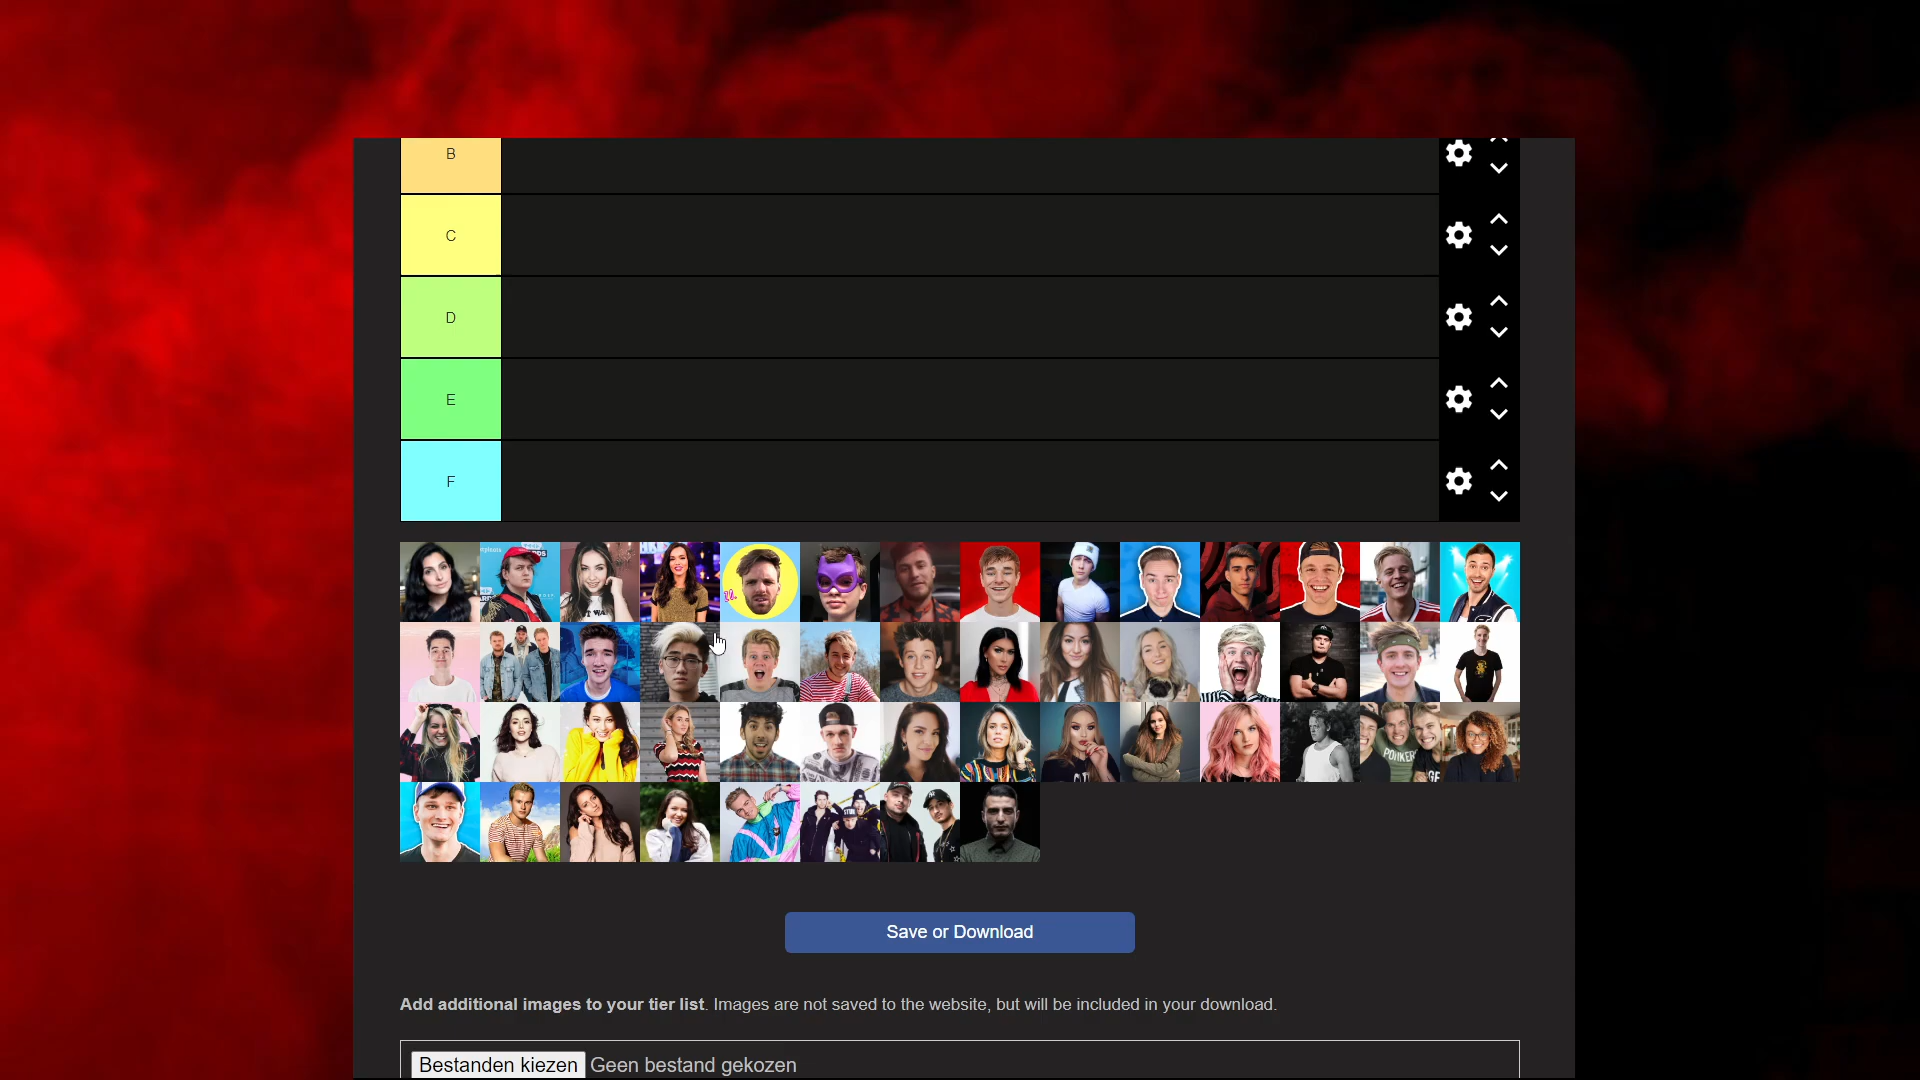 B
C
D
E
F
Save or Download
Add additional images to your tier list. Images are not saved to the website, but will be included in your download.
Bestanden kiezen Geen bestand gekozen